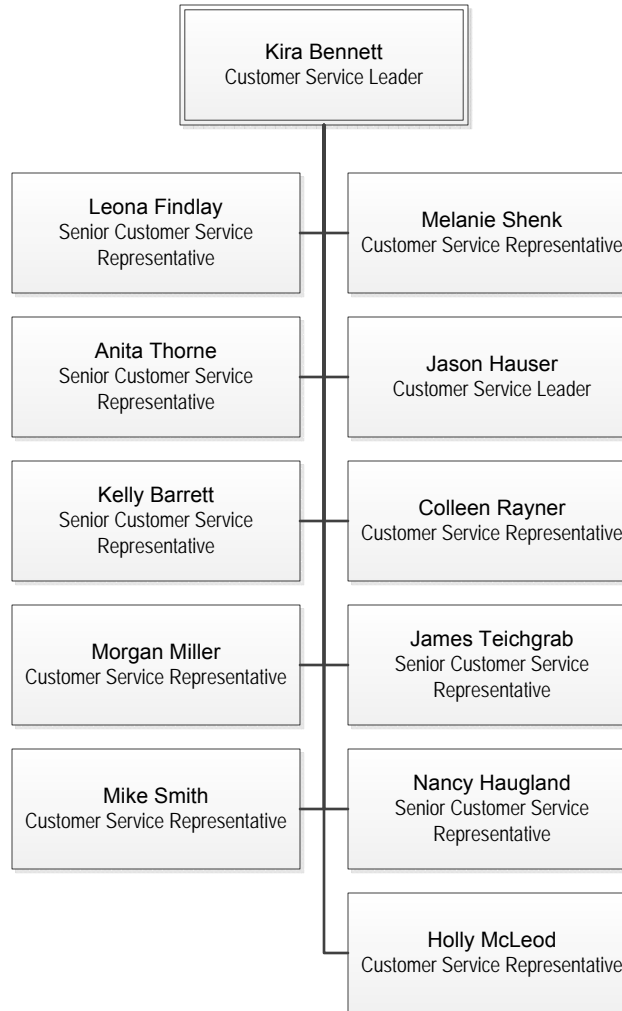 Kira Bennett
Customer Service Leader
Leona Findlay
Senior Customer Service
Representative
Melanie Shenk
Customer Service Representative
Anita Thorne
Senior Customer Service
Representative
Jason Hauser
Customer Service Leader
Kelly Barrett
Senior Customer Service
Representative
Colleen Rayner
Customer Service Representative
Morgan Miller
Customer Service Representative
James Teichgrab
Senior Customer Service
Representative
Mike Smith
Customer Service Representative
Nancy Haugland
Senior Customer Service
Representative
Holly McLeod
Customer Service Representative